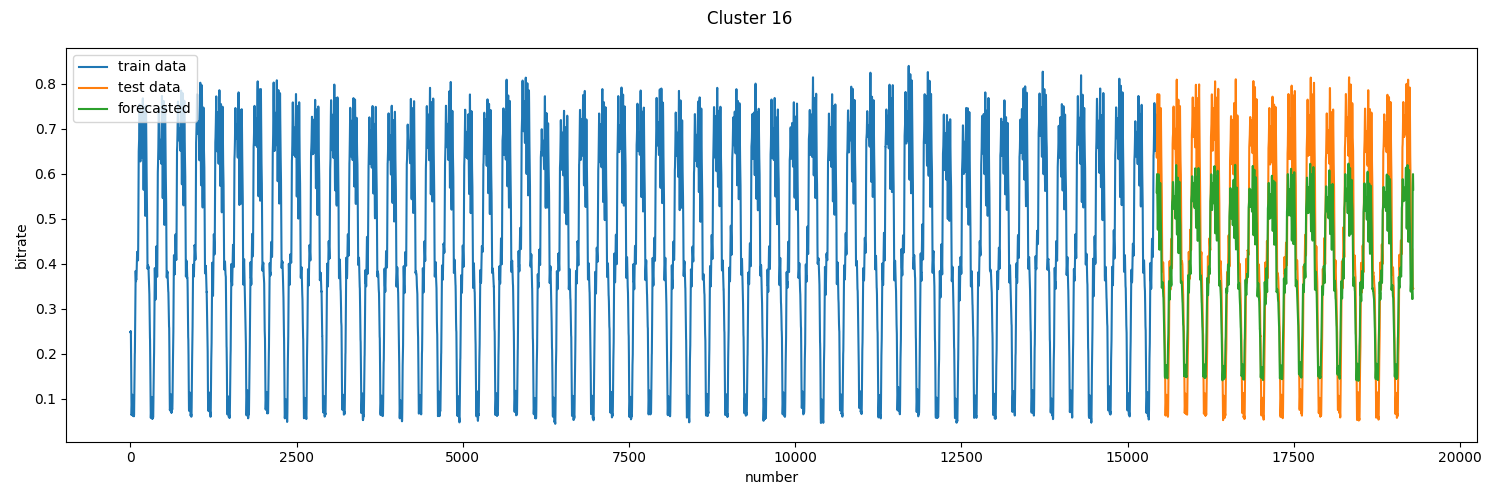 Cluster 16
train data
test data
forecasted
bitrate
0.8
0.7
0.6
0.5
0.4
0.3
0.2
0.1
0 2500 5000 7500 10000 12500 15000 17500 20000
number